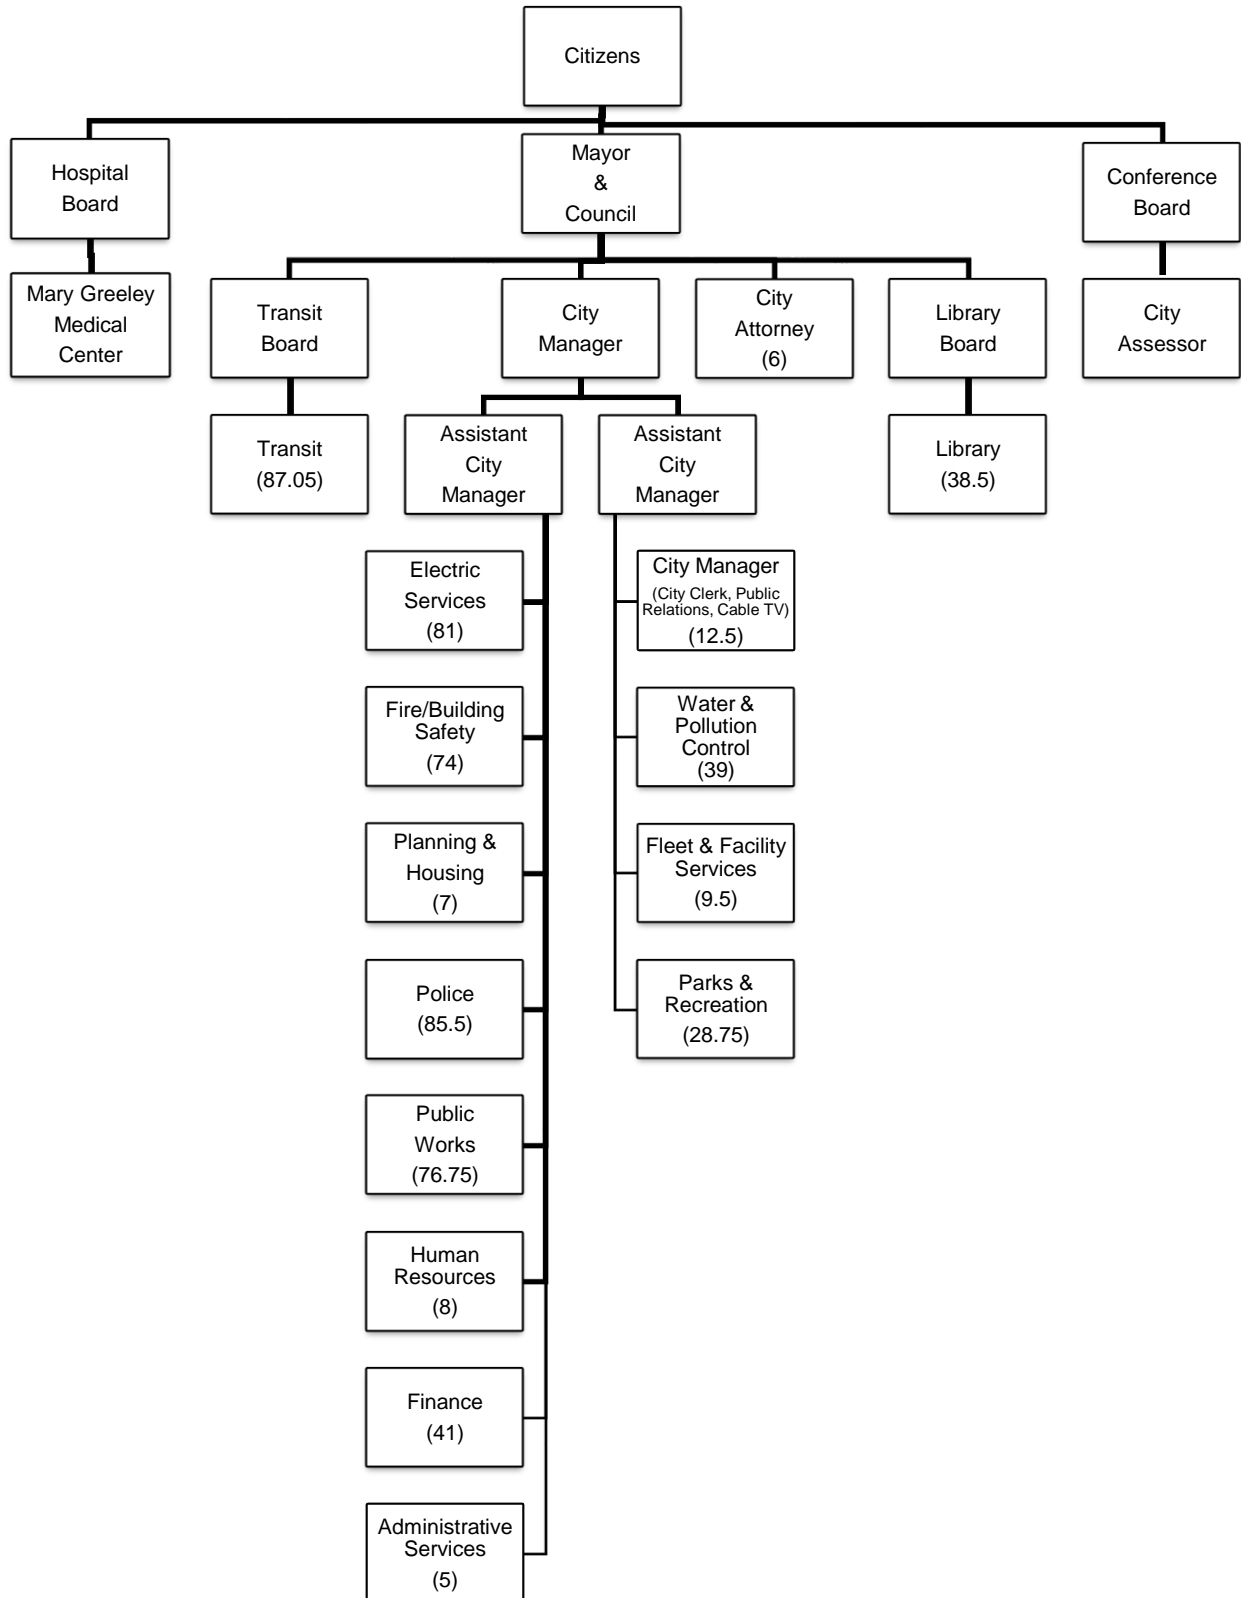 Citizens
Hospital
Board
Mayor
&
Council
Conference
Board
Mary Greeley
Medical
Center
Transit
Board
City
Manager
City
Attorney
(6)
Library
Board
City
Assessor
Transit
(87.05)
Assistant
City
Manager
Assistant
City
Manager
Library
(38.5)
Electric
Services
(81)
City Manager
(City Clerk, Public
Relations, Cable TV)
(12.5)
Fire/Building
Safety
(74)
Water &
Pollution
Control
(39)
Planning &
Housing
(7)
Fleet & Facility
Services
(9.5)
Police
(85.5)
Parks &
Recreation
(28.75)
Public
Works
(76.75)
Human
Resources
(8)
Finance
(41)
Administrative
Services
(5)